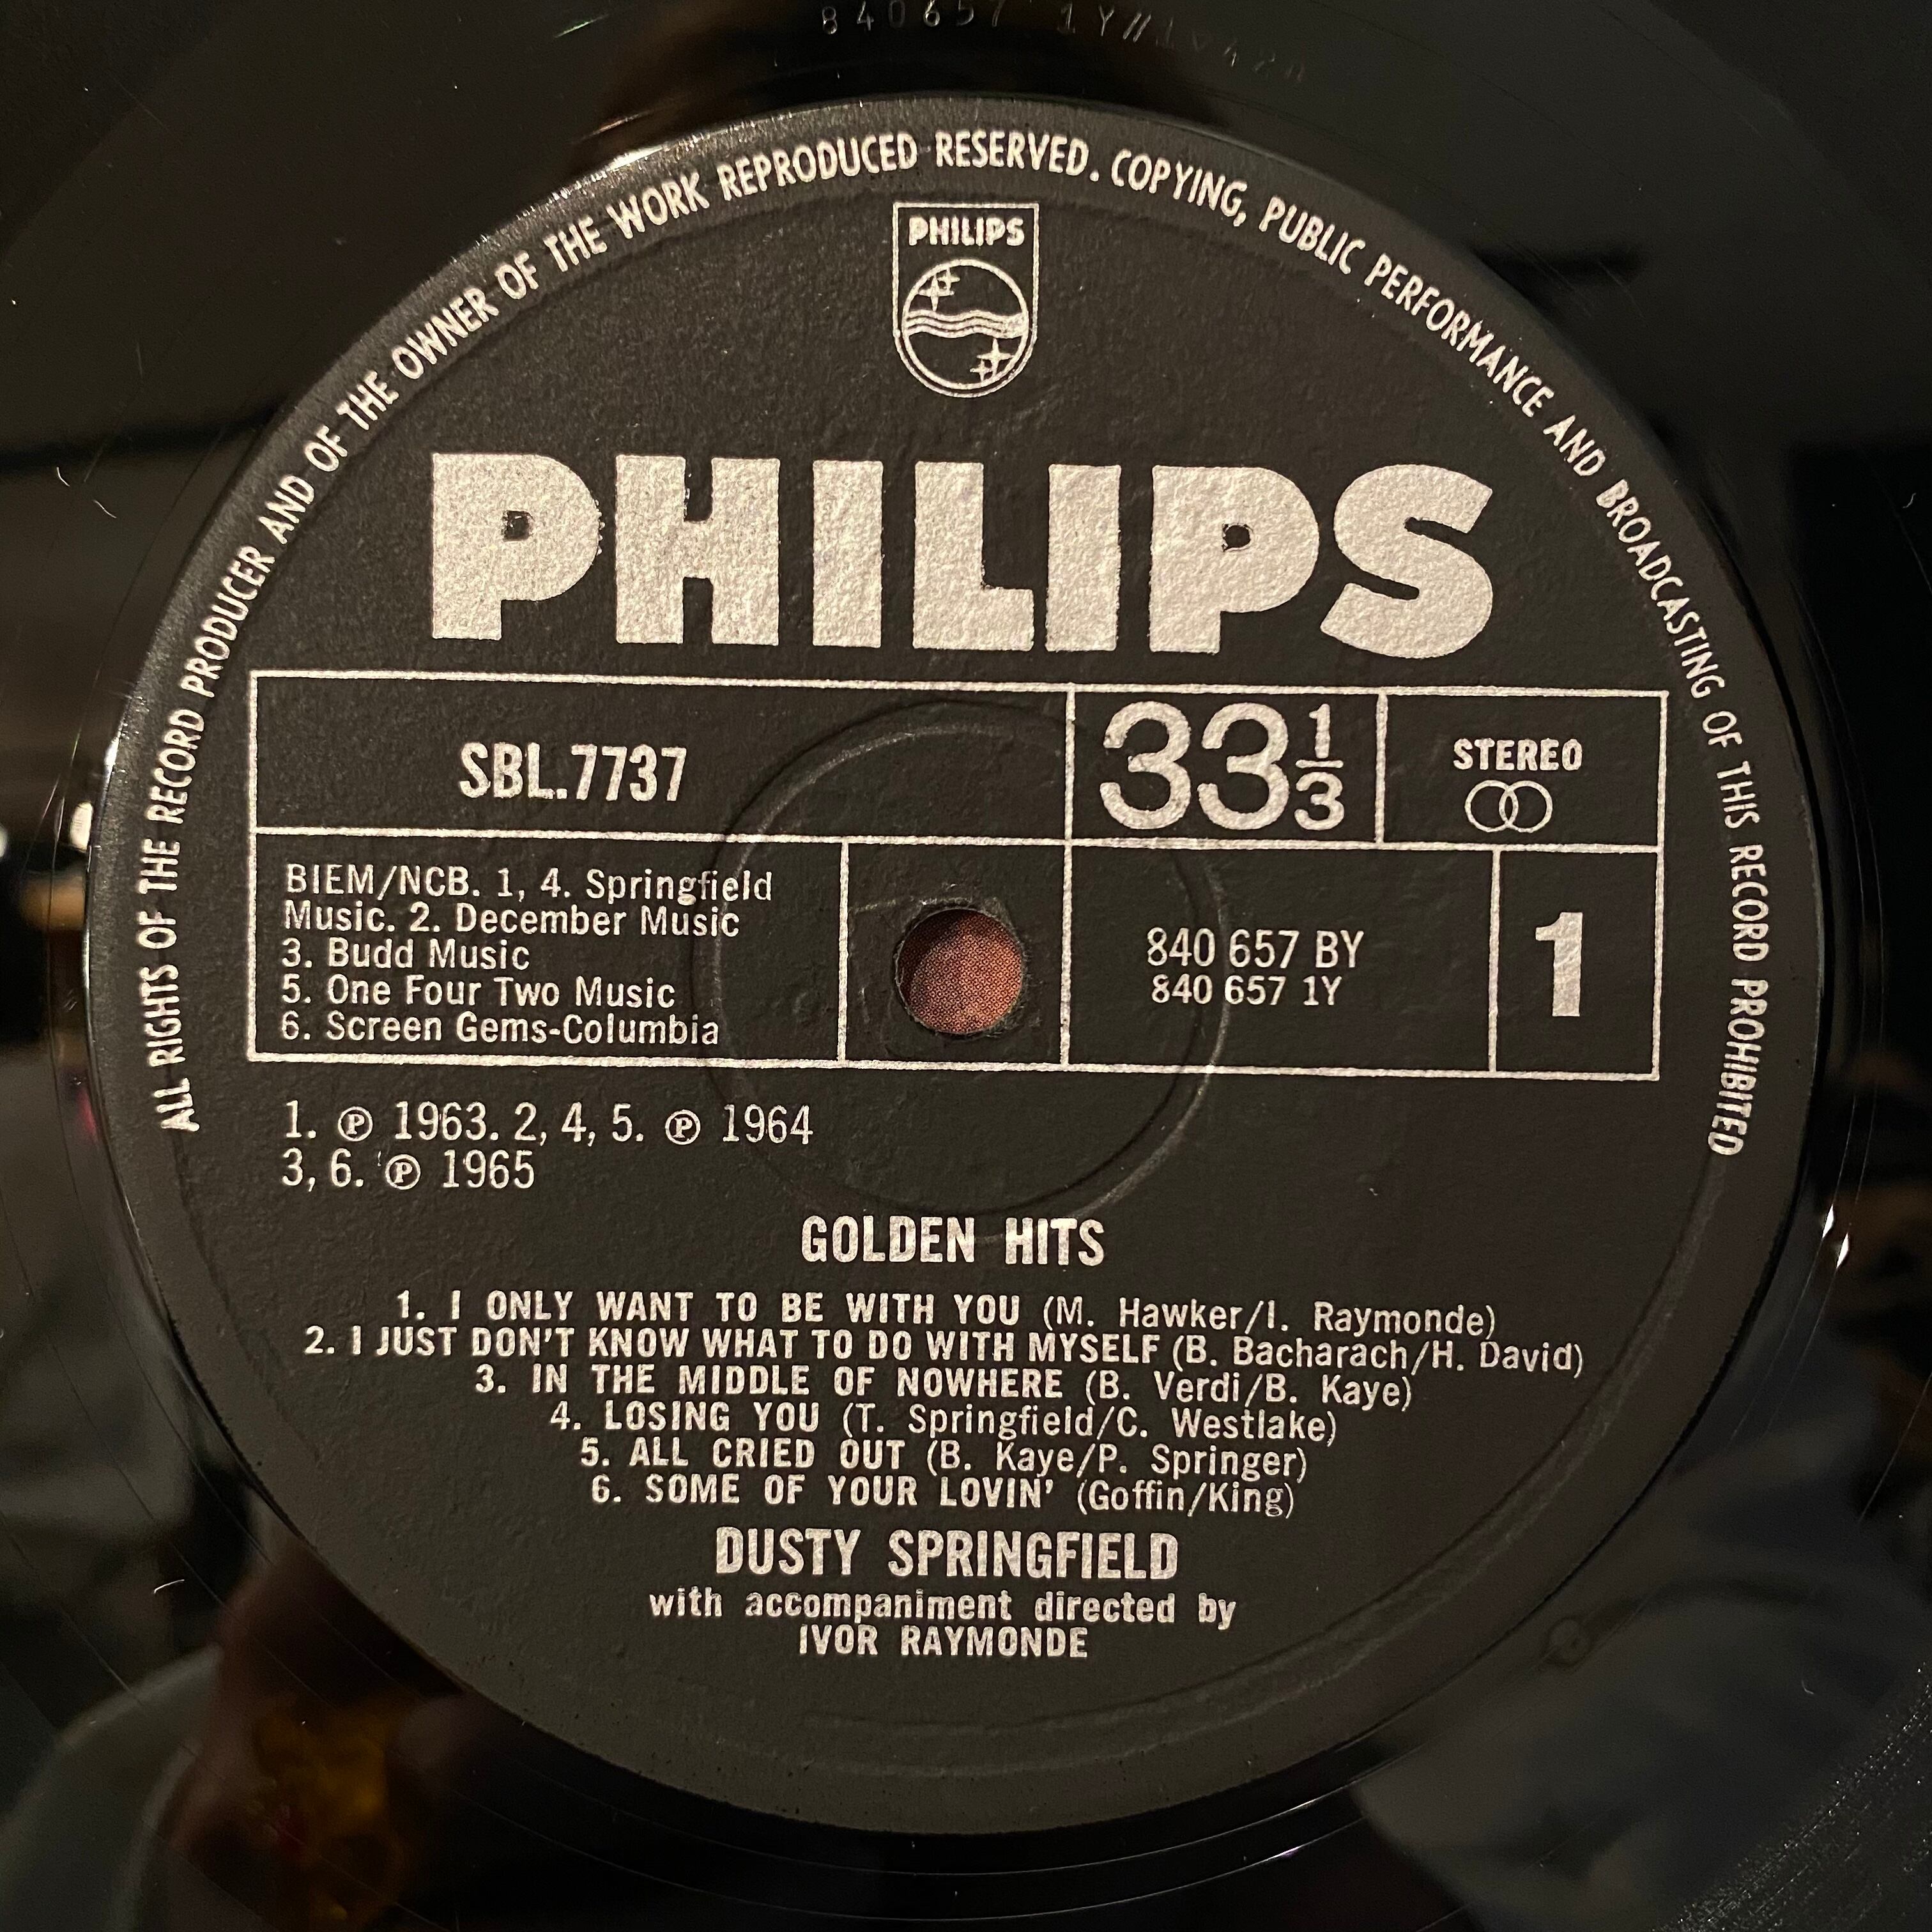 840657 1Y//1
ALL RIGHTS OF THE RECORD PRODUCER AND OF THE OWNER OF THE WORK REPRODUCED RESERVED. COPYING, PUBLIC PERFORMANCE AND BROADCASTING OF THIS RECORD PROHIBITED
PHILIPS
PHILIPS
SBL.7737
33 1/3
STEREO
BIEM/NCB. 1, 4. Springfield
Music. 2. December Music
3. Budd Music
5. One Four Two Music
6. Screen Gems-Columbia
840 657 BY
840 657 1Y
1
1. ℗ 1963. 2, 4, 5. ℗ 1964
3, 6. ℗ 1965
GOLDEN HITS
1. I ONLY WANT TO BE WITH YOU (M. Hawker/I. Raymonde)
2. I JUST DON'T KNOW WHAT TO DO WITH MYSELF (B. Bacharach/H. David)
3. IN THE MIDDLE OF NOWHERE (B. Verdi/B. Kaye)
4. LOSING YOU (T. Springfield/C. Westlake)
5. ALL CRIED OUT (B. Kaye/P. Springer)
6. SOME OF YOUR LOVIN' (Goffin/King)
DUSTY SPRINGFIELD
with accompaniment directed by
IVOR RAYMONDE